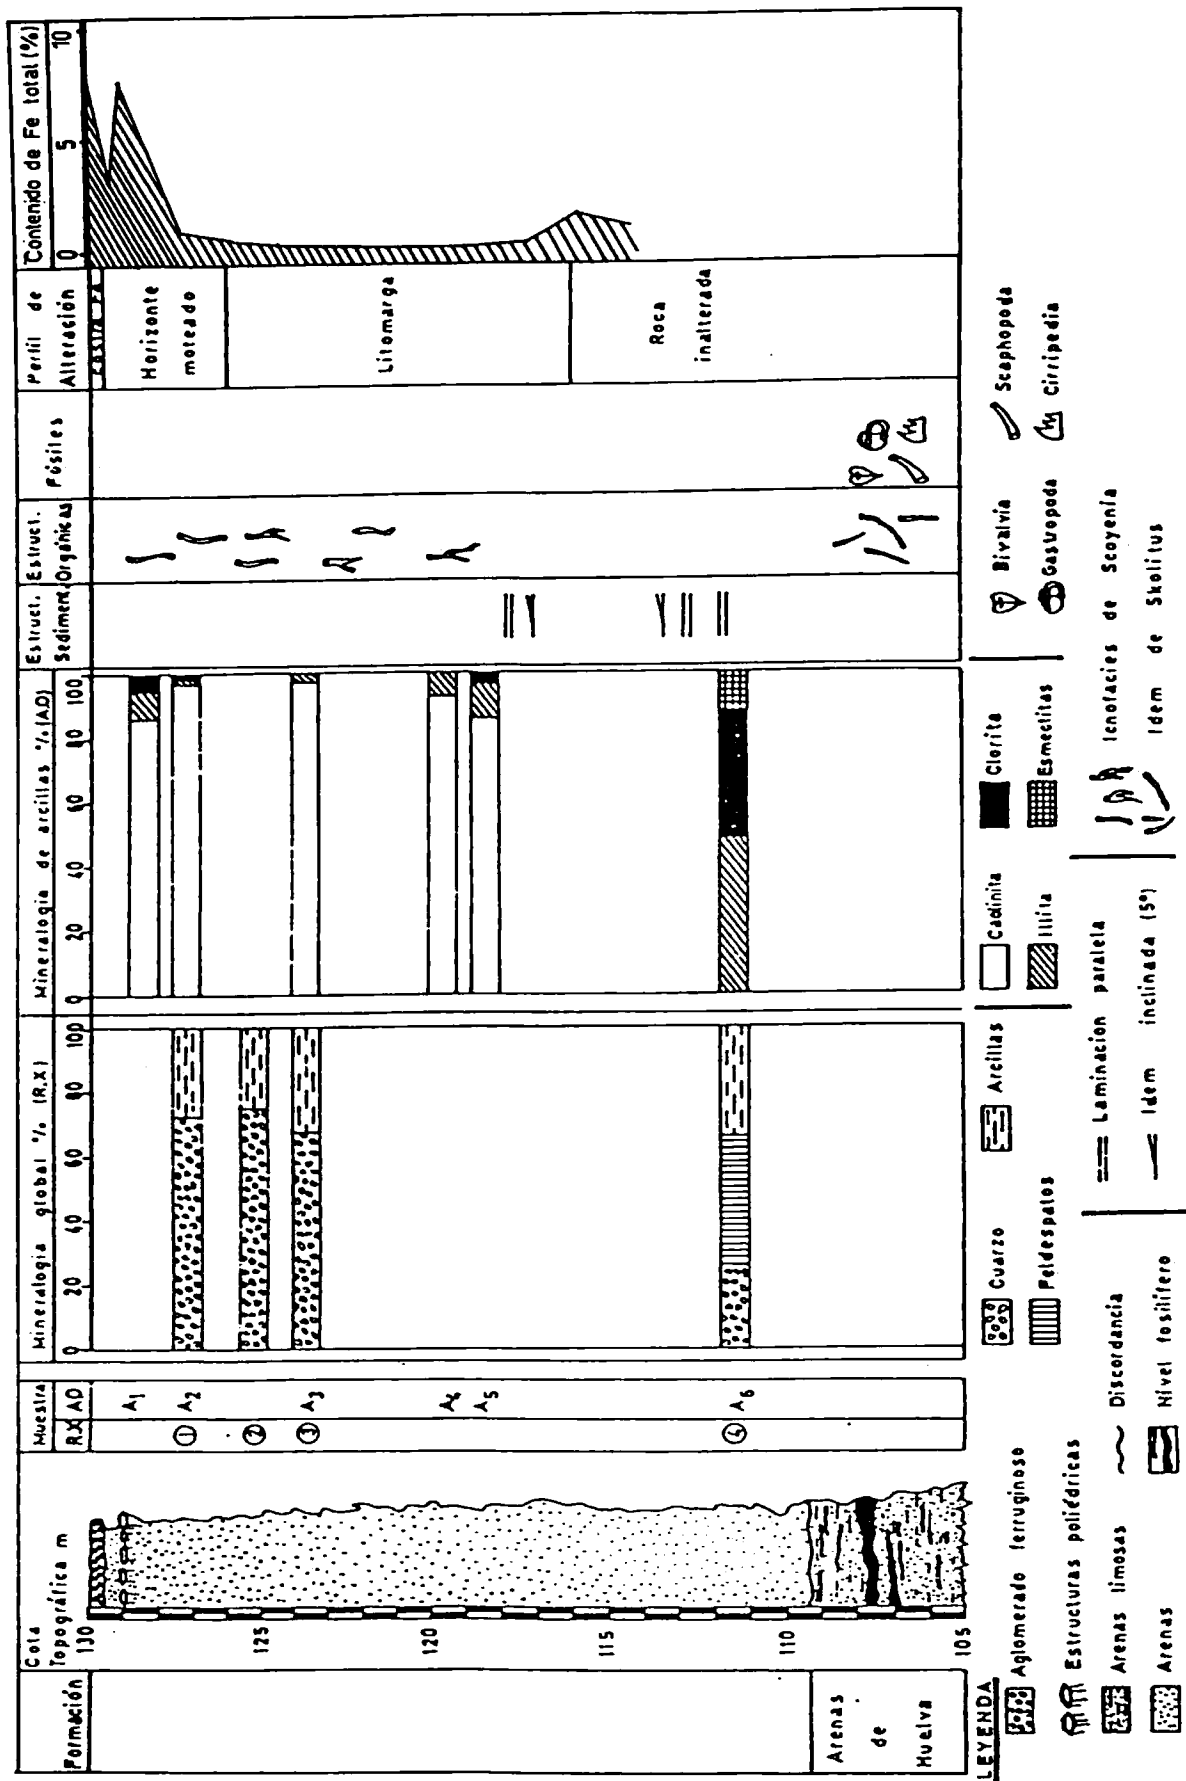 Formación
Cota
Topográfica m
Muestra
RX AD
Mineralogía global % (R.X)
0 20 40 60 80 100
Mineralogía de arcillas % (A.O)
0 20 40 60 80 100
Estruct.
Sediment.
Estruct.
Orgánicas
Fósiles
Perfil de
Alteración
Contenido de Fe total (%)
0 5 10
130
125
120
115
110
105
Arenas
de
Huelva
A1
① A2
②
③ A3
A4
A5
④ A6
Horizonte
moteado
Litomarga
Roca
inalterada
LEYENDA
Aglomerado ferruginoso
Estructuras poliédricas
Arenas limosas
Arenas
Discordancia
Nivel fosilífero
Cuarzo
Feldespatos
Arcillas
Laminación paralela
Idem inclinada (5º)
Caolinita
Illita
Clorita
Esmectitas
Icnofacies de Scoyenia
Idem de Skolitus
Bivalvia
Gastropoda
Scaphopoda
Cirripedia